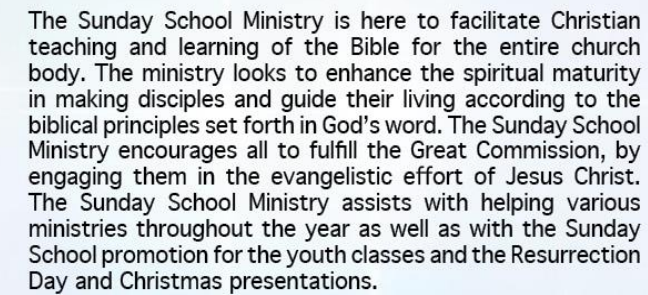 The Sunday School Ministry is here to facilitate Christian
teaching and learning of the Bible for the entire church
body. The ministry looks to enhance the spiritual maturity
in making disciples and guide their living according to the
biblical principles set forth in God's word. The Sunday School
Ministry encourages all to fulfill the Great Commission, by
engaging them in the evangelistic effort of Jesus Christ.
The Sunday School Ministry assists with helping various
ministries throughout the year as well as with the Sunday
School promotion for the youth classes and the Resurrection
Day and Christmas presentations.